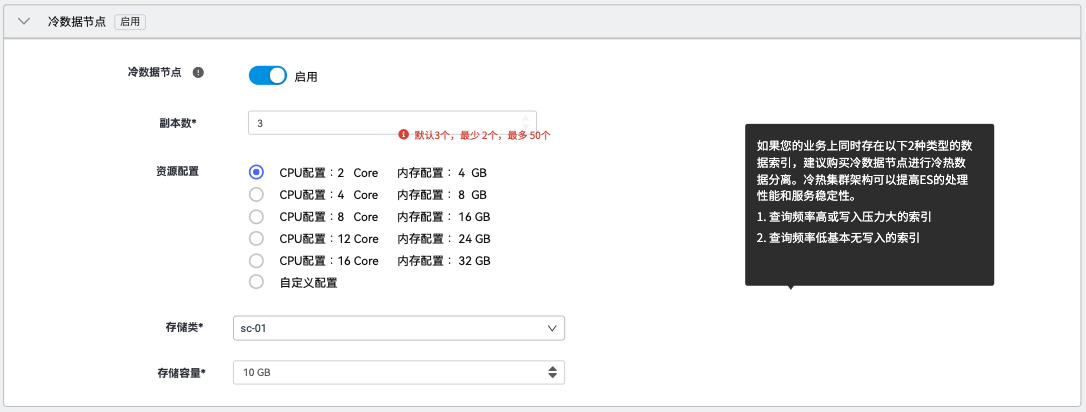 冷数据节点 启用
冷数据节点 启用
副本数* 3
默认3个，最少 2个，最多 50个
资源配置 CPU配置：2 Core 内存配置：4 GB
CPU配置：4 Core 内存配置：8 GB
CPU配置：8 Core 内存配置：16 GB
CPU配置：12 Core 内存配置：24 GB
CPU配置：16 Core 内存配置：32 GB
自定义配置
存储类* sc-01
存储容量* 10 GB
如果您的业务上同时存在以下2种类型的数
据索引，建议购买冷数据节点进行冷热数
据分离。冷热集群架构可以提高ES的处理
性能和服务稳定性。
1. 查询频率高或写入压力大的索引
2. 查询频率低基本无写入的索引